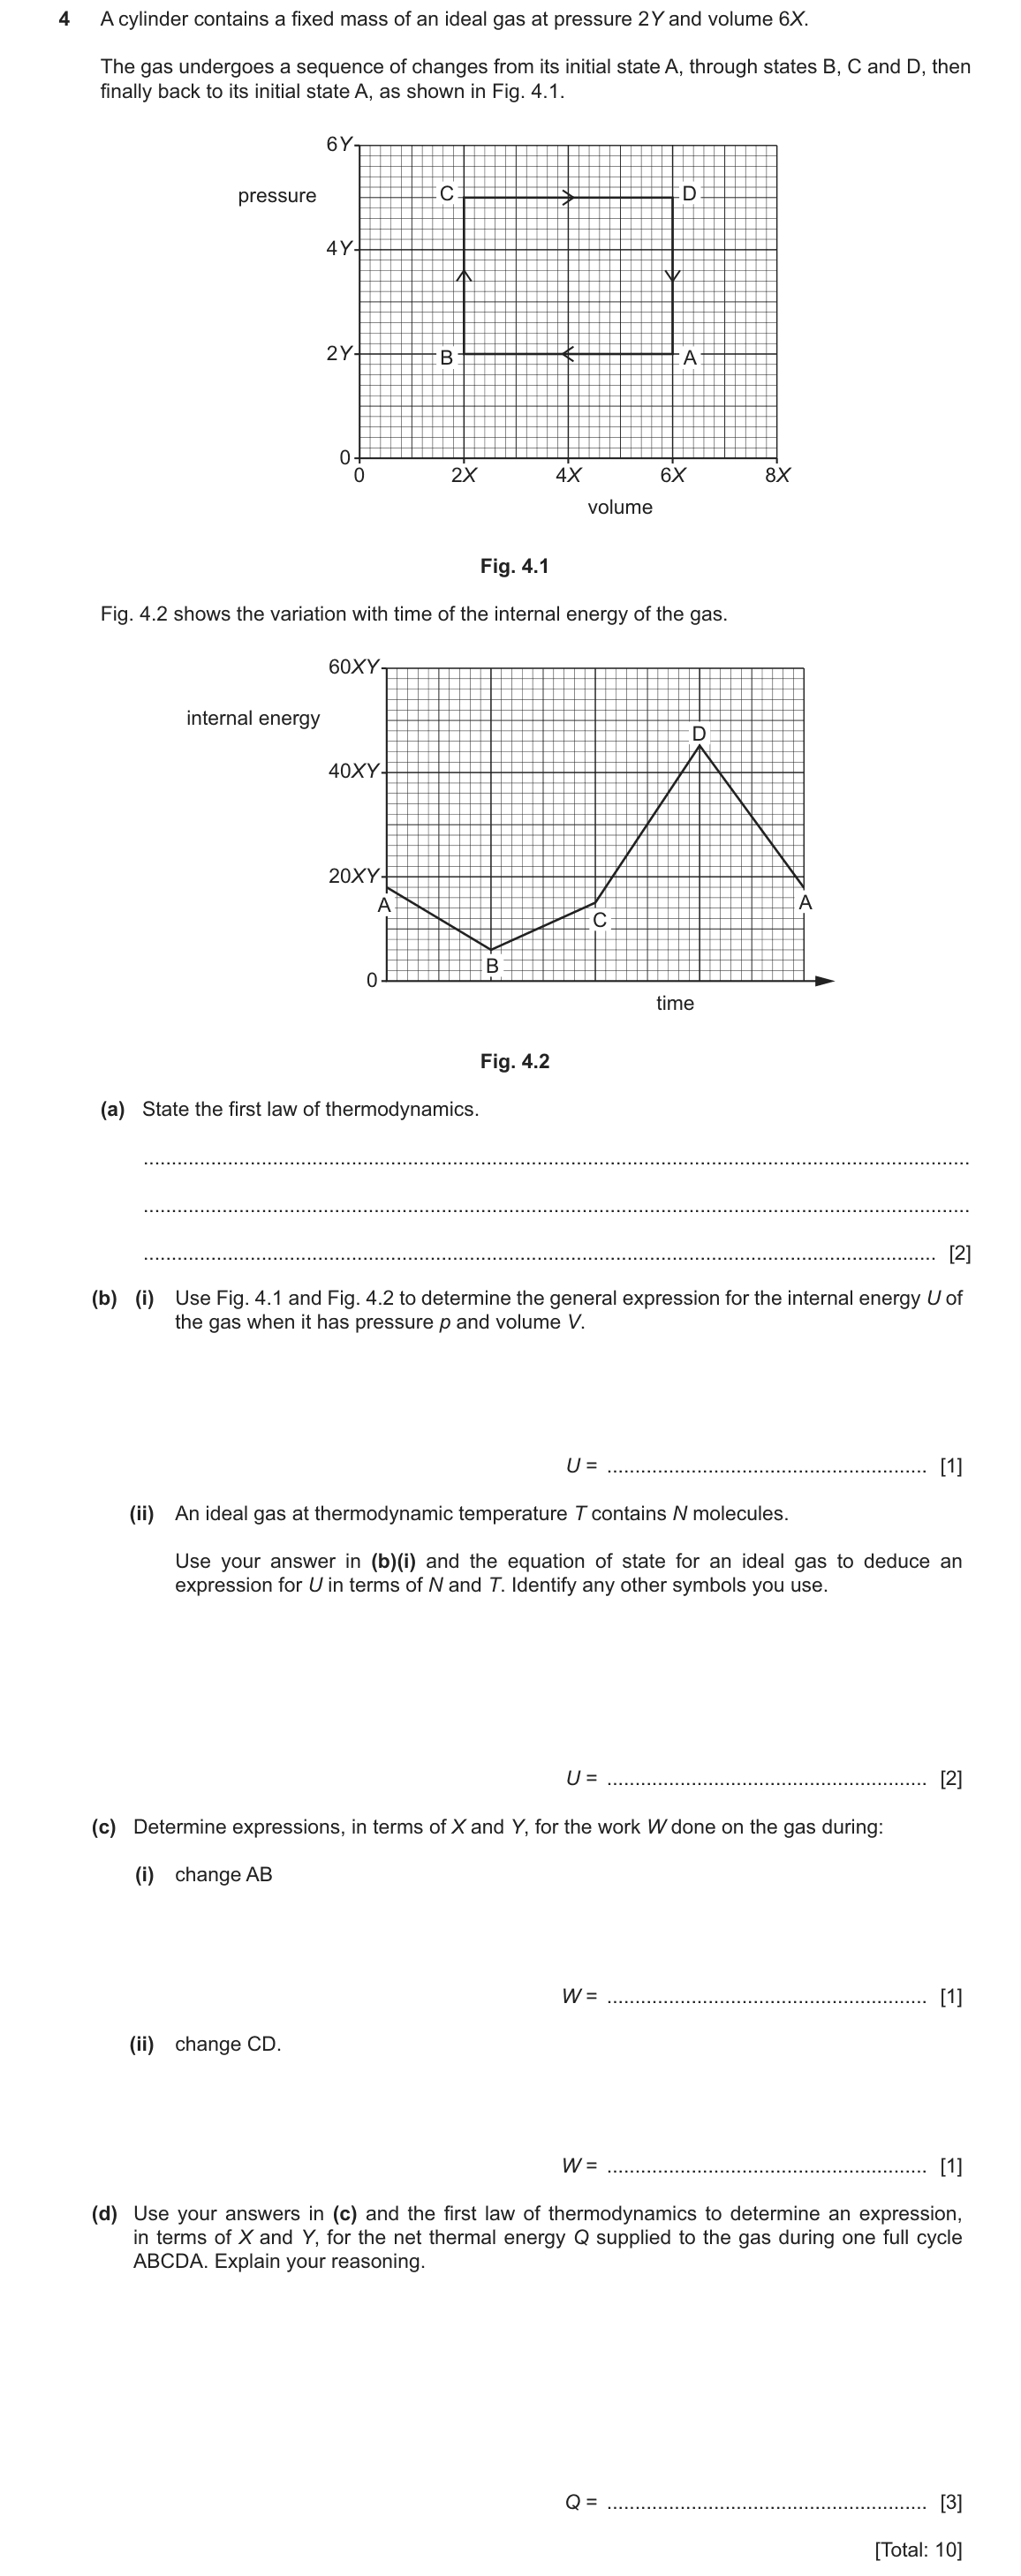 4 A cylinder contains a fixed mass of an ideal gas at pressure 2Y and volume 6X.
The gas undergoes a sequence of changes from its initial state A, through states B, C and D, then
finally back to its initial state A, as shown in Fig. 4.1.
6Y
pressure
C
D
4Y
2Y
B
A
0
0 2X 4X 6X 8X
volume
Fig. 4.1
Fig. 4.2 shows the variation with time of the internal energy of the gas.
60XY
internal energy
D
40XY
20XY
A
A
C
B
0
time
Fig. 4.2
(a) State the first law of thermodynamics.
..........................................................................................................................................
..........................................................................................................................................
.................................................................................................................................... [2]
(b) (i) Use Fig. 4.1 and Fig. 4.2 to determine the general expression for the internal energy U of
the gas when it has pressure p and volume V.
U = ......................................................... [1]
(ii) An ideal gas at thermodynamic temperature T contains N molecules.
Use your answer in (b)(i) and the equation of state for an ideal gas to deduce an
expression for U in terms of N and T. Identify any other symbols you use.
U = ......................................................... [2]
(c) Determine expressions, in terms of X and Y, for the work W done on the gas during:
(i) change AB
W = ......................................................... [1]
(ii) change CD.
W = ......................................................... [1]
(d) Use your answers in (c) and the first law of thermodynamics to determine an expression,
in terms of X and Y, for the net thermal energy Q supplied to the gas during one full cycle
ABCDA. Explain your reasoning.
Q = ......................................................... [3]
[Total: 10]